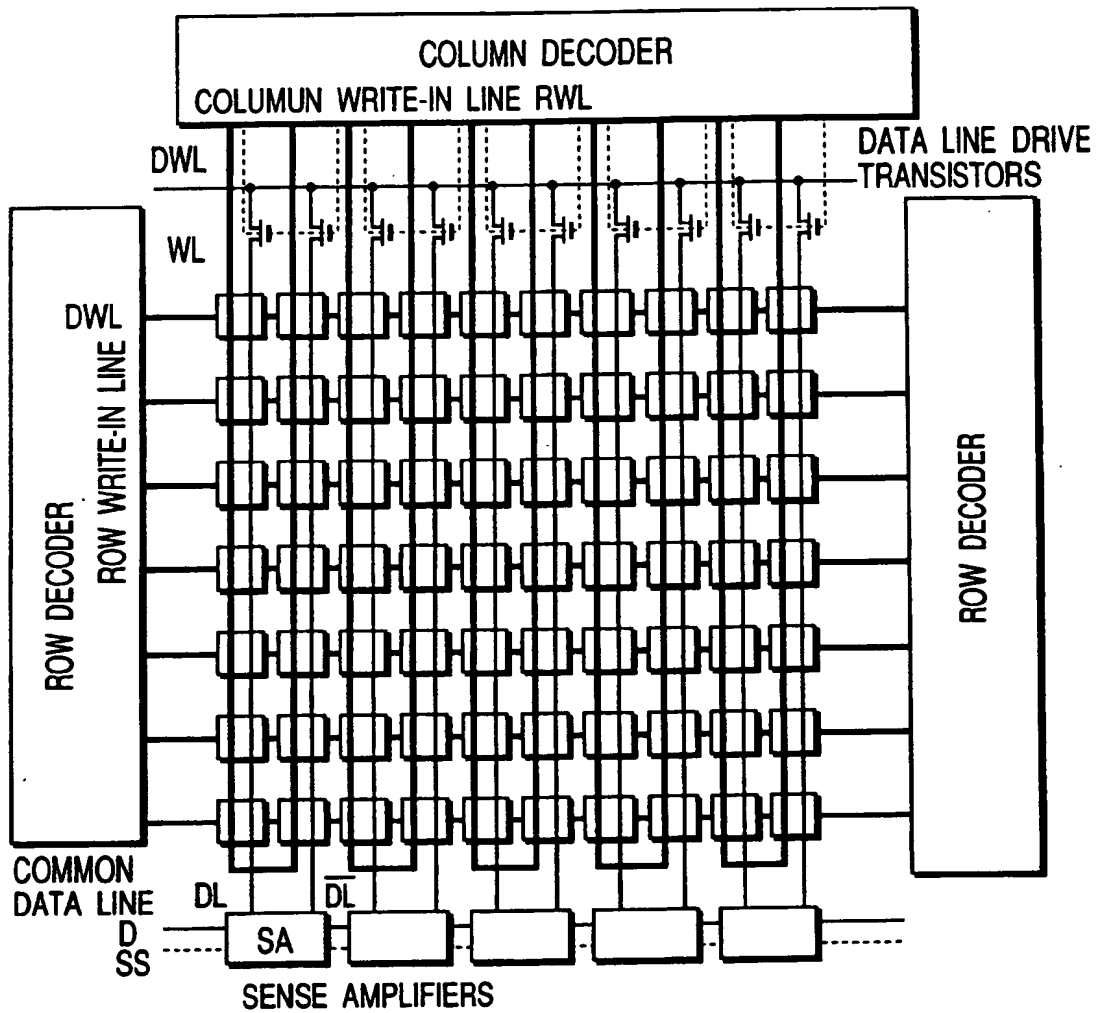 COLUMN DECODER
COLUMUN WRITE-IN LINE RWL
DWL
DATA LINE DRIVE
TRANSISTORS
WL
DWL
ROW WRITE-IN LINE
ROW DECODER
ROW DECODER
COMMON
DATA LINE
DL
D̅L̅
D
SS
SA
SENSE AMPLIFIERS